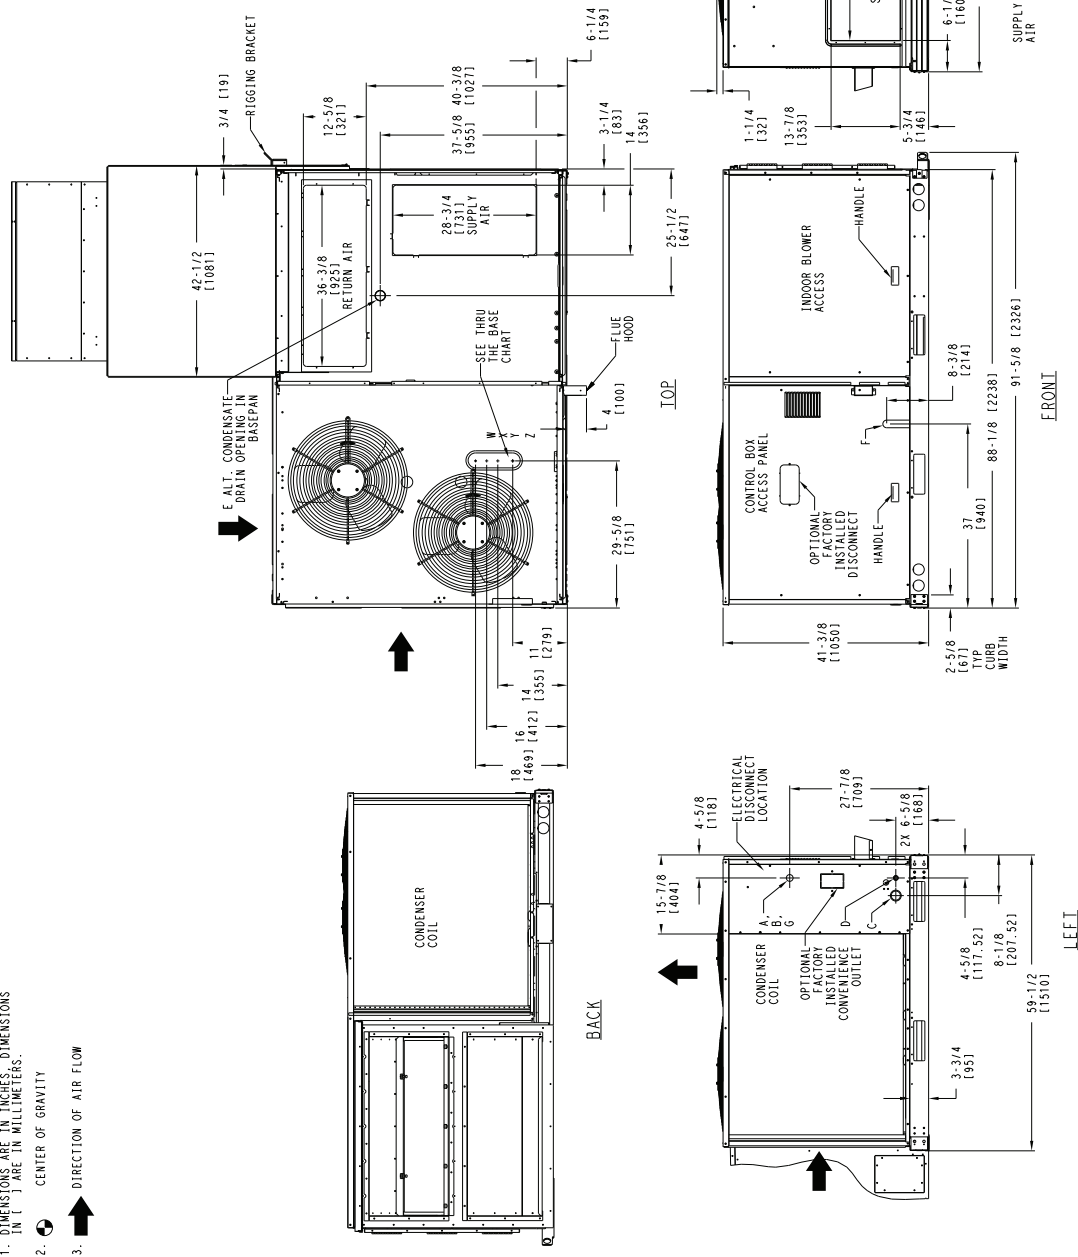 1. DIMENSIONS ARE IN INCHES, DIMENSIONS
IN [ ] ARE IN MILLIMETERS.
2. CENTER OF GRAVITY
3. DIRECTION OF AIR FLOW
CONDENSER
COIL
BACK
E ALT. CONDENSATE
DRAIN OPENING IN
BASEPAN
RIGGING BRACKET
3/4 [19]
42-1/2
[1081]
12-5/8
[321]
40-3/8
[1027]
37-5/8
[955]
6-1/4
[159]
3-1/4
[83]
14
[356]
36-3/8
[925]
RETURN AIR
28-3/4
[731]
SUPPLY
AIR
25-1/2
[647]
SEE THRU
THE BASE
CHART
FLUE
HOOD
W
X
Y
Z
4
[100]
29-5/8
[751]
11
[279]
14
[355]
16
[412]
18
[469]
TOP
15-7/8
[404]
4-5/8
[118]
ELECTRICAL
DISCONNECT
LOCATION
27-7/8
[709]
2X 6-5/8
[168]
A,
B,
G
D
C
CONDENSER
COIL
OPTIONAL
FACTORY
INSTALLED
CONVENIENCE
OUTLET
4-5/8
[117.52]
8-1/8
[207.52]
59-1/2
[1510]
3-3/4
[95]
LEFT
INDOOR BLOWER
ACCESS
HANDLE
CONTROL BOX
ACCESS PANEL
OPTIONAL
FACTORY
INSTALLED
DISCONNECT
HANDLE
F
8-3/8
[214]
37
[940]
88-1/8 [2238]
91-5/8 [2326]
41-3/8
[1050]
2-5/8
[67]
TYP
CURB
WIDTH
FRONT
1-1/4
[32]
13-7/8
[353]
5-3/4
[146]
SUPPLY
AIR